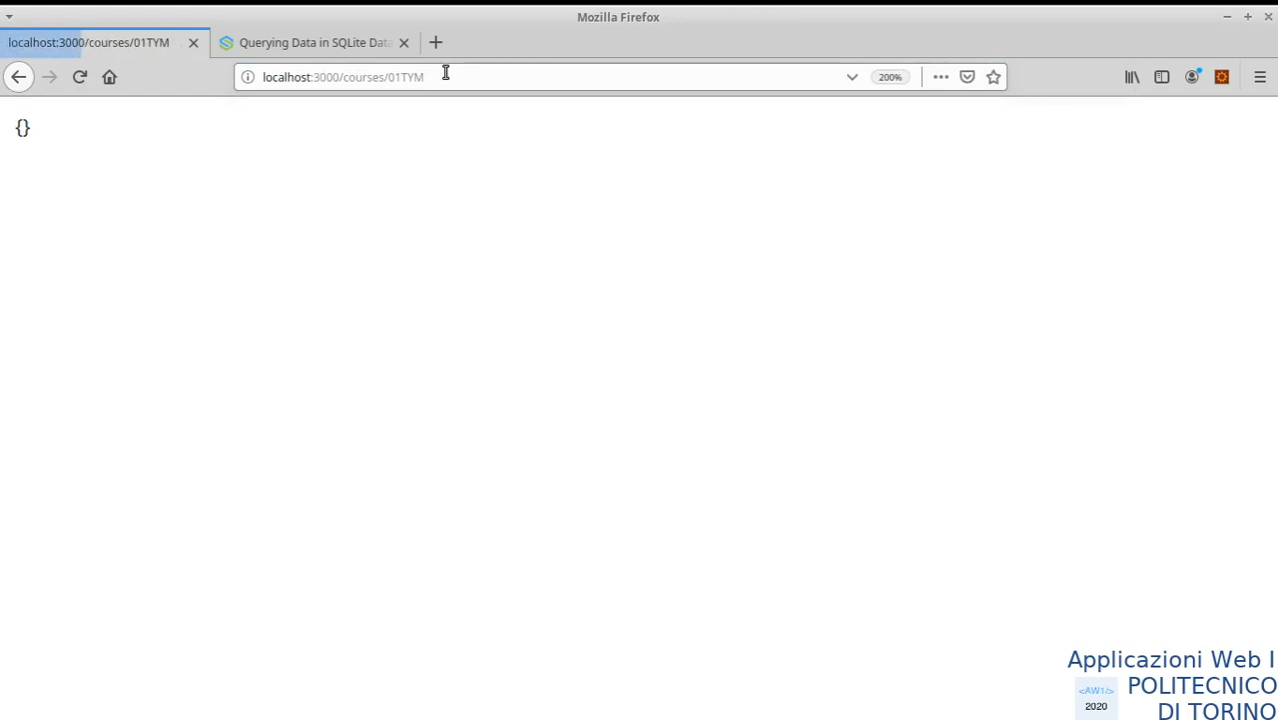 Mozilla Firefox
localhost:3000/courses/01TYM
Querying Data in SQLite Dat
localhost:3000/courses/01TYM
200%
{}
Applicazioni Web I
<AW1/>
2020
POLITECNICO
DI TORINO